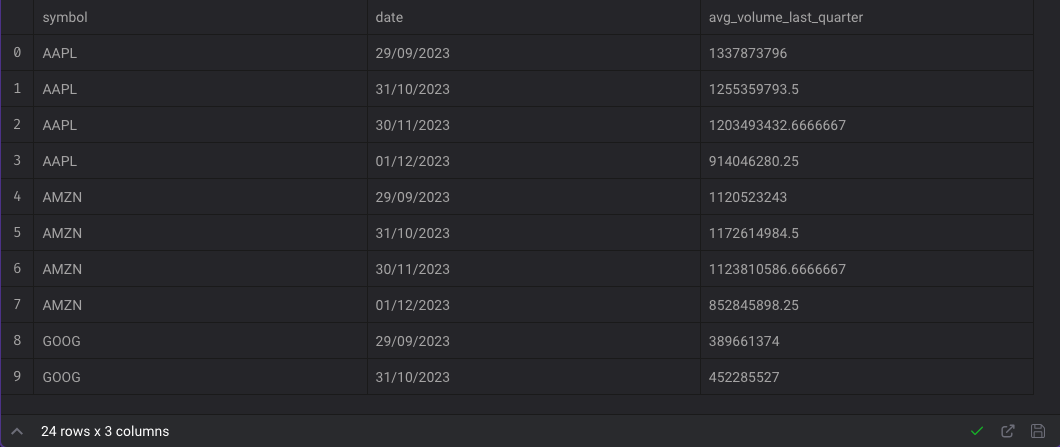 symbol date avg_volume_last_quarter
0 AAPL 29/09/2023 1337873796
1 AAPL 31/10/2023 1255359793.5
2 AAPL 30/11/2023 1203493432.6666667
3 AAPL 01/12/2023 914046280.25
4 AMZN 29/09/2023 1120523243
5 AMZN 31/10/2023 1172614984.5
6 AMZN 30/11/2023 1123810586.6666667
7 AMZN 01/12/2023 852845898.25
8 GOOG 29/09/2023 389661374
9 GOOG 31/10/2023 452285527
24 rows x 3 columns